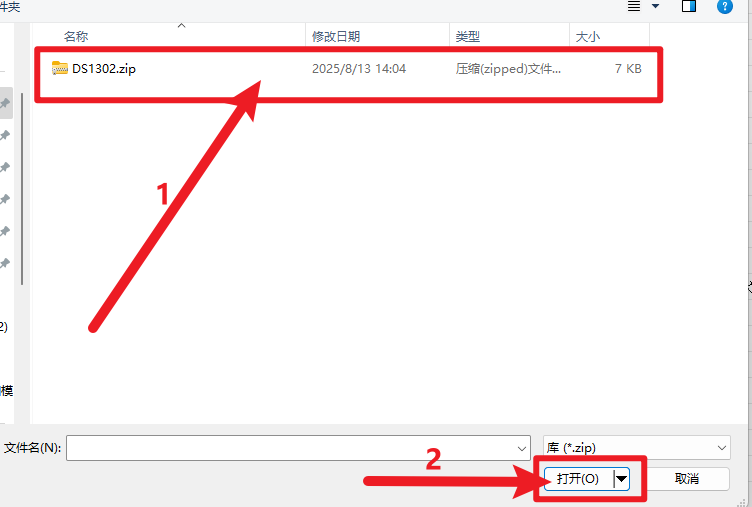 件夹
名称 修改日期 类型 大小
DS1302.zip 2025/8/13 14:04 压缩(zipped)文件... 7 KB
1
2)
模
文件名(N): 库 (*.zip)
2
打开(O) 取消